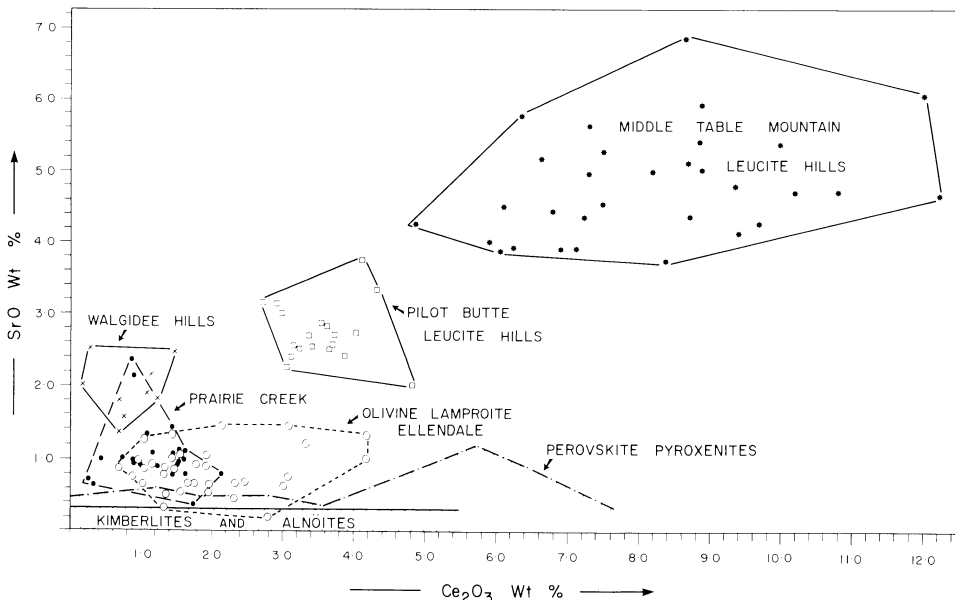 7·0
6·0
5·0
4·0
3·0
2·0
1·0
SrO Wt %
MIDDLE TABLE MOUNTAIN
LEUCITE HILLS
PILOT BUTTE
LEUCITE HILLS
WALGIDEE HILLS
PRAIRIE CREEK
OLIVINE LAMPROITE
ELLENDALE
PEROVSKITE PYROXENITES
KIMBERLITES AND ALNOITES
1·0 2·0 3·0 4·0 5·0 6·0 7·0 8·0 9·0 10·0 11·0 12·0
Ce₂O₃ Wt %